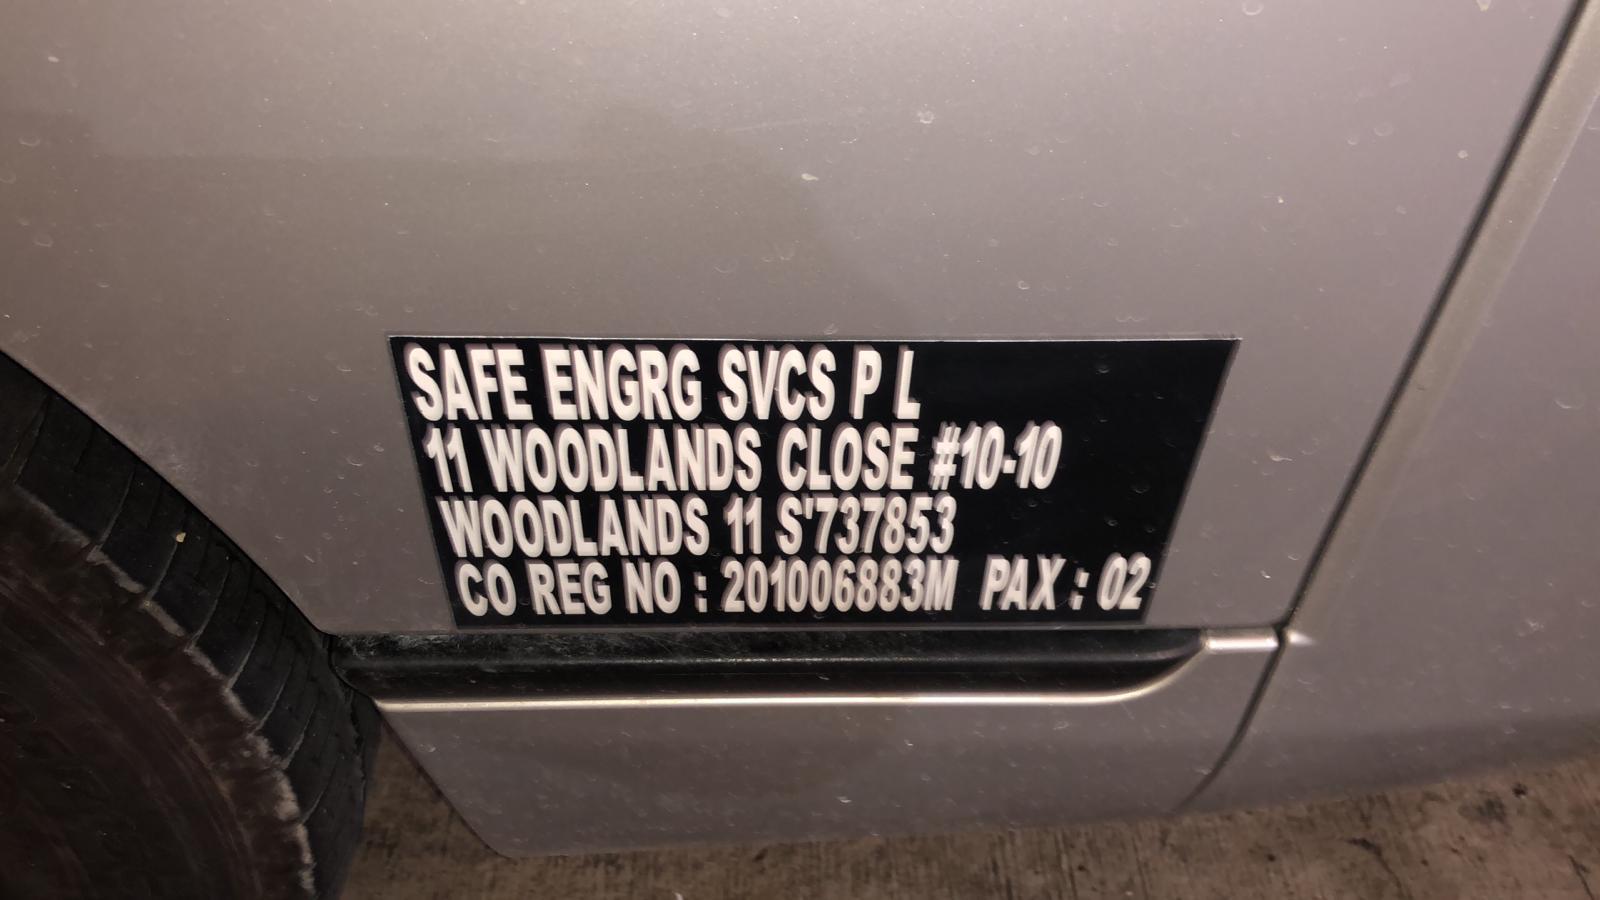 SAFE ENGRG SVCS P L
11 WOODLANDS CLOSE #10-10
WOODLANDS 11 S'737853
CO REG NO : 201006883M PAX : 02